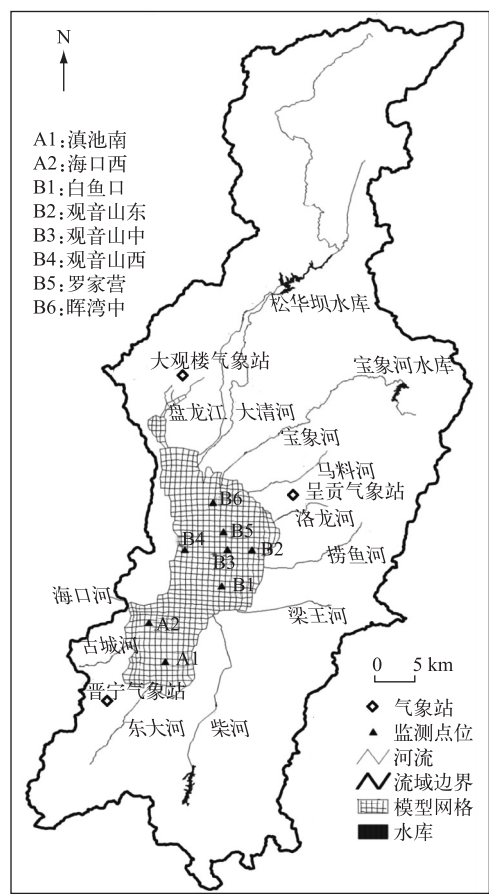 N
A1:滇池南
A2:海口西
B1:白鱼口
B2:观音山东
B3:观音山中
B4:观音山西
B5:罗家营
B6:晖湾中
松华坝水库
大观楼气象站
宝象河水库
盘龙江
大清河
宝象河
马料河
B6
呈贡气象站
洛龙河
B5
B4
B3
B2
捞鱼河
B1
海口河
梁王河
A2
古城河
A1
晋宁气象站
东大河
柴河
0 5 km
气象站
监测点位
河流
流域边界
模型网格
水库